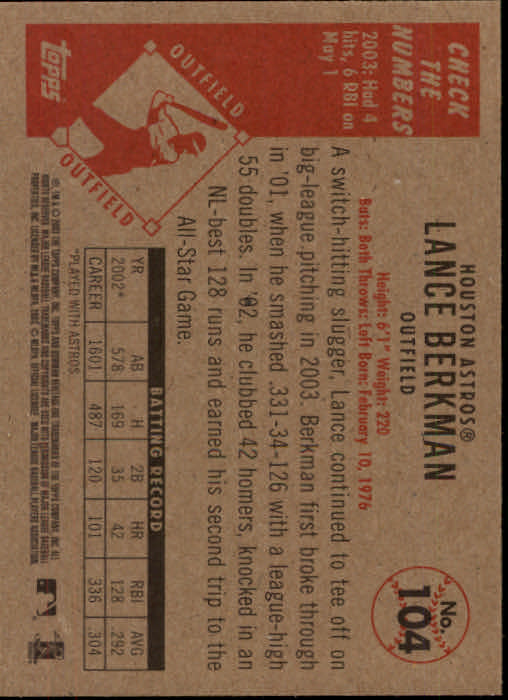 HOUSTON ASTROS®
LANCE BERKMAN
OUTFIELD
No.
104
Height: 6'1" Weight: 220
Bats: Both Throws: Left Born: February 10, 1976
CHECK
THE
NUMBERS
2003: Had 4
hits, 6 RBI on
May 1
A switch-hitting slugger, Lance continued to tee off on
big-league pitching in 2003. Berkman first broke through
in '01, when he smashed .331-34-126 with a league-high
55 doubles. In '02, he clubbed 42 homers, knocked in an
NL-best 128 runs and earned his second trip to the
All-Star Game.
OUTFIELD
OUTFIELD
Topps
BATTING RECORD
YR AB H 2B HR RBI AVG
2002* 578 169 35 42 128 .292
CAREER 1601 487 120 101 336 .304
*PLAYED WITH ASTROS.